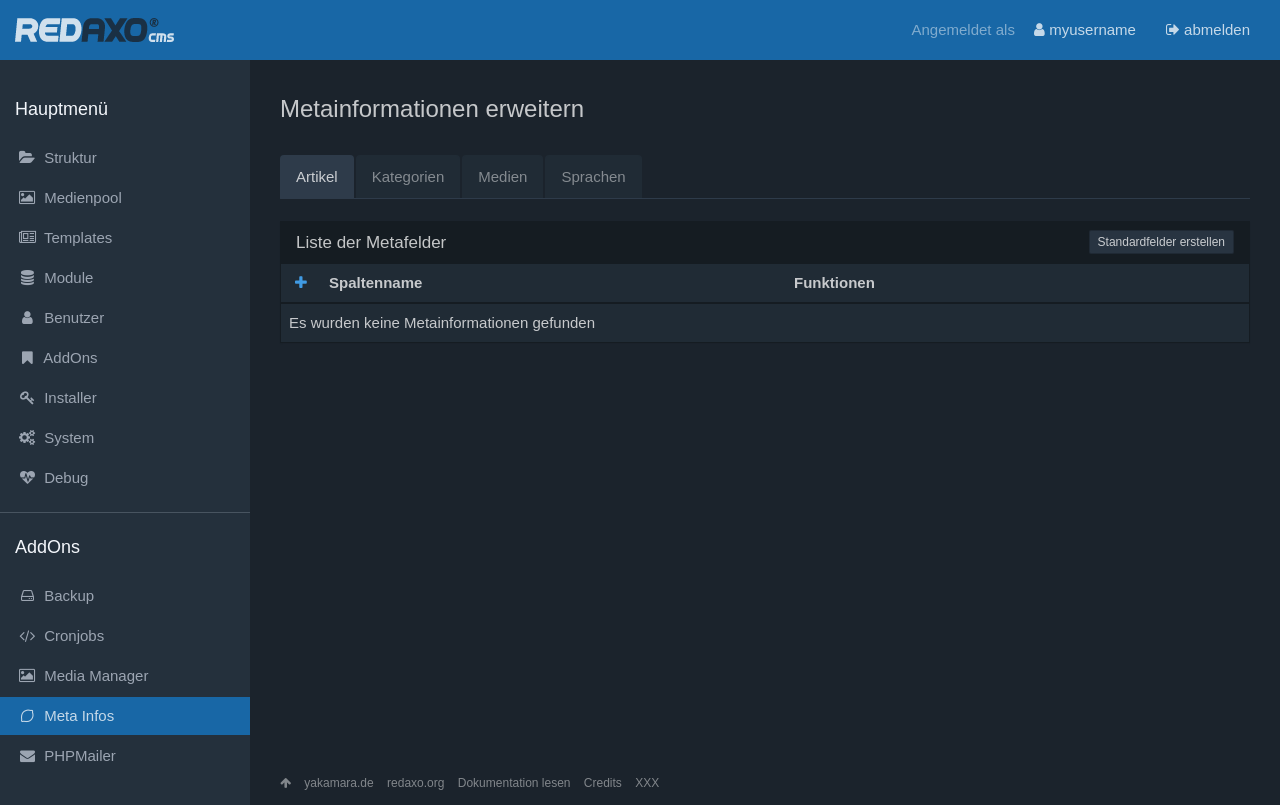 REDAXO® cms
Angemeldet als myusername abmelden
Hauptmenü
Struktur
Medienpool
Templates
Module
Benutzer
AddOns
Installer
System
Debug
AddOns
Backup
Cronjobs
Media Manager
Meta Infos
PHPMailer
Metainformationen erweitern
Artikel Kategorien Medien Sprachen
Liste der Metafelder Standardfelder erstellen
Spaltenname Funktionen
Es wurden keine Metainformationen gefunden
yakamara.de redaxo.org Dokumentation lesen Credits XXX